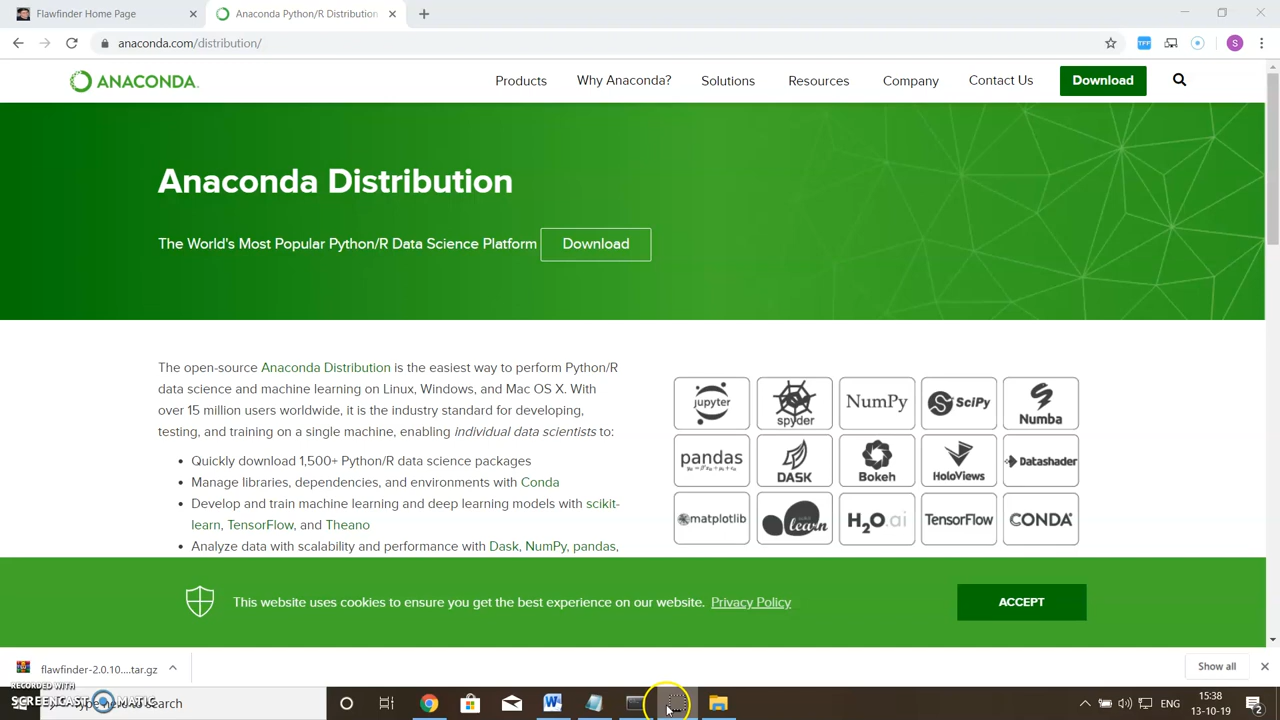 Flawfinder Home Page
Anaconda Python/R Distribution
anaconda.com/distribution/
TFF
S
ANACONDA.
Products
Why Anaconda?
Solutions
Resources
Company
Contact Us
Download
Anaconda Distribution
The World's Most Popular Python/R Data Science Platform
Download
The open-source Anaconda Distribution is the easiest way to perform Python/R
data science and machine learning on Linux, Windows, and Mac OS X. With
over 15 million users worldwide, it is the industry standard for developing,
testing, and training on a single machine, enabling individual data scientists to:
• Quickly download 1,500+ Python/R data science packages
• Manage libraries, dependencies, and environments with Conda
• Develop and train machine learning and deep learning models with scikit-
learn, TensorFlow, and Theano
• Analyze data with scalability and performance with Dask, NumPy, pandas,
jupyter
spyder
NumPy
SciPy
Numba
pandas
DASK
Bokeh
HoloViews
Datashader
matplotlib
learn
H2O.ai
TensorFlow
CONDA
This website uses cookies to ensure you get the best experience on our website. Privacy Policy
ACCEPT
flawfinder-2.0.10....tar.gz
Show all
RECORDED WITH
SCREENCAST MATIC
here to search
ENG
15:38
13-10-19
2